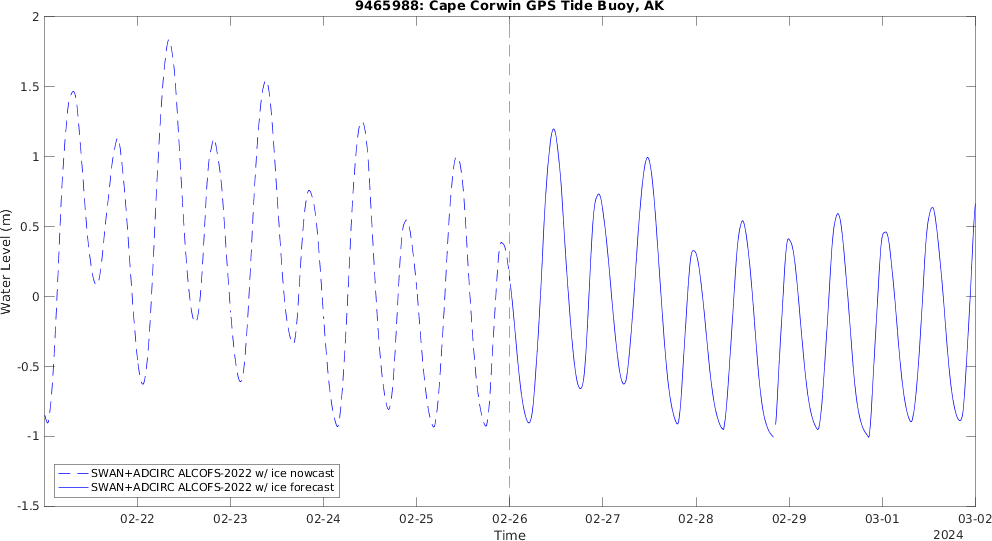 9465988: Cape Corwin GPS Tide Buoy, AK
Water Level (m)
2
1.5
1
0.5
0
-0.5
-1
-1.5
SWAN+ADCIRC ALCOFS-2022 w/ ice nowcast
SWAN+ADCIRC ALCOFS-2022 w/ ice forecast
02-22 02-23 02-24 02-25 02-26 02-27 02-28 02-29 03-01 03-02
Time
2024